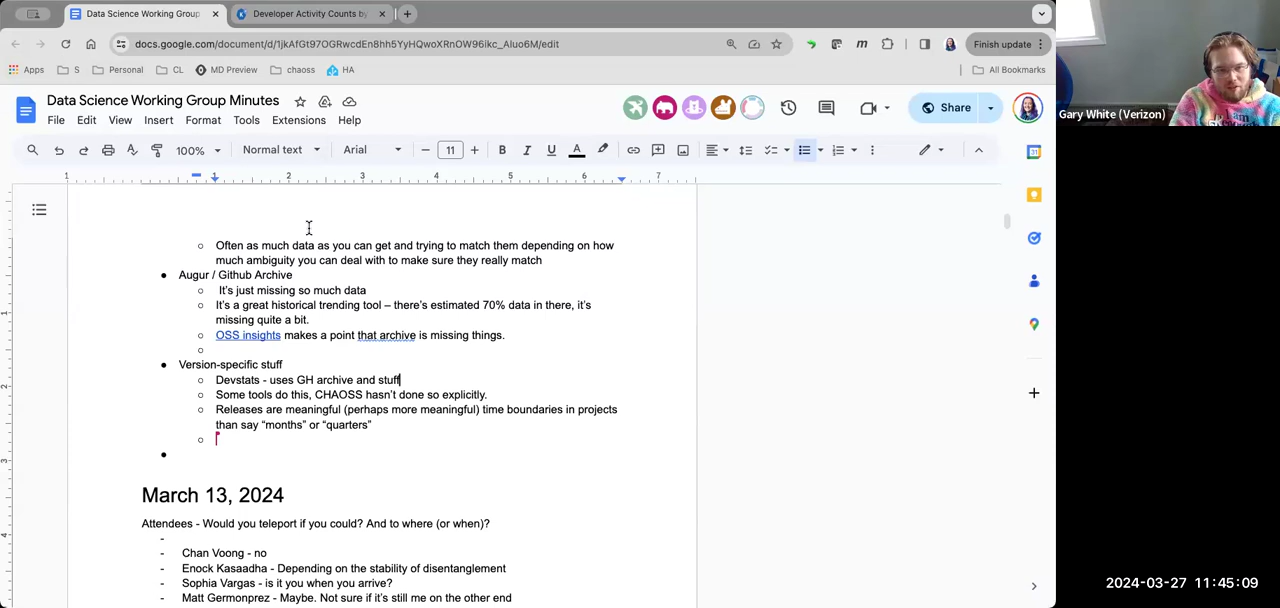 Data Science Working Group
Developer Activity Counts by
docs.google.com/document/d/1jkAfGt97OGRwcdEn8hh5YyHQwoXRnOW96ikc_Aluo6M/edit
Finish update
Apps
S
Personal
CL
MD Preview
chaoss
HA
All Bookmarks
Data Science Working Group Minutes
File Edit View Insert Format Tools Extensions Help
Share
100%
Normal text
Arial
11
1 1 2 3 4 5 6 7
Often as much data as you can get and trying to match them depending on how
much ambiguity you can deal with to make sure they really match
Augur / Github Archive
It's just missing so much data
It's a great historical trending tool – there's estimated 70% data in there, it's
missing quite a bit.
OSS insights makes a point that archive is missing things.
Version-specific stuff
Devstats - uses GH archive and stuff
Some tools do this, CHAOSS hasn't done so explicitly.
Releases are meaningful (perhaps more meaningful) time boundaries in projects
than say “months” or “quarters”
March 13, 2024
Attendees - Would you teleport if you could? And to where (or when)?
-
- Chan Voong - no
- Enock Kasaadha - Depending on the stability of disentanglement
- Sophia Vargas - is it you when you arrive?
- Matt Germonprez - Maybe. Not sure if it's still me on the other end
Gary White (Verizon)
2024-03-27 11:45:09